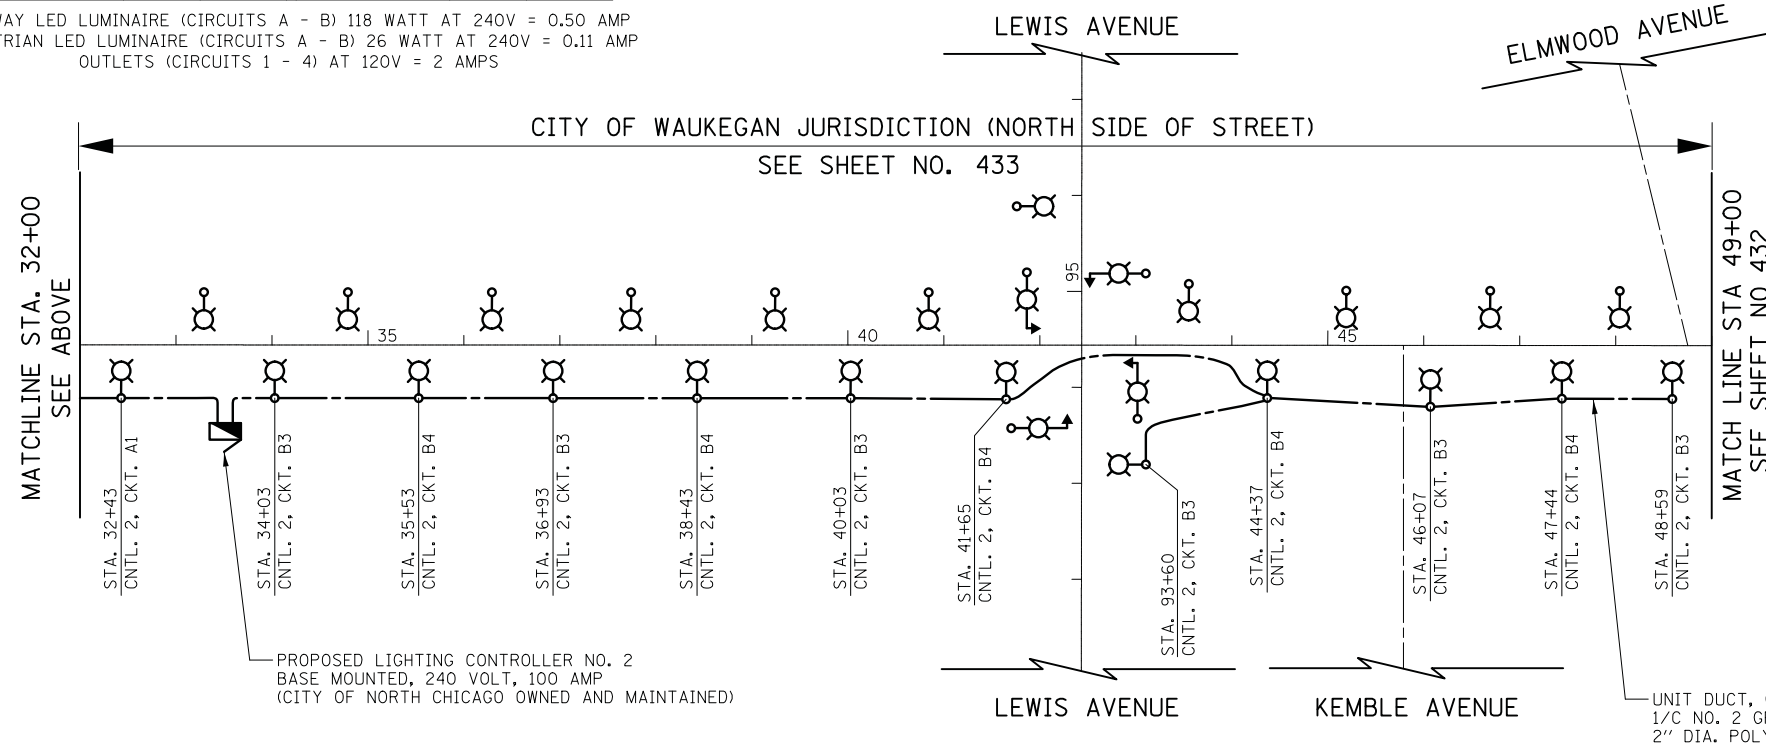 WAY LED LUMINAIRE (CIRCUITS A - B) 118 WATT AT 240V = 0.50 AMP
TRIAN LED LUMINAIRE (CIRCUITS A - B) 26 WATT AT 240V = 0.11 AMP
OUTLETS (CIRCUITS 1 - 4) AT 120V = 2 AMPS
LEWIS AVENUE
ELMWOOD AVENUE
CITY OF WAUKEGAN JURISDICTION (NORTH SIDE OF STREET)
SEE SHEET NO. 433
MATCHLINE STA. 32+00
SEE ABOVE
MATCH LINE STA 49+00
SEE SHEET NO 432
95
35
40
45
STA. 32+43
CNTL. 2, CKT. A1
STA. 34+03
CNTL. 2, CKT. B3
STA. 35+53
CNTL. 2, CKT. B4
STA. 36+93
CNTL. 2, CKT. B3
STA. 38+43
CNTL. 2, CKT. B4
STA. 40+03
CNTL. 2, CKT. B3
STA. 41+65
CNTL. 2, CKT. B4
STA. 93+60
CNTL. 2, CKT. B3
STA. 44+37
CNTL. 2, CKT. B4
STA. 46+07
CNTL. 2, CKT. B3
STA. 47+44
CNTL. 2, CKT. B4
STA. 48+59
CNTL. 2, CKT. B3
PROPOSED LIGHTING CONTROLLER NO. 2
BASE MOUNTED, 240 VOLT, 100 AMP
(CITY OF NORTH CHICAGO OWNED AND MAINTAINED)
LEWIS AVENUE
KEMBLE AVENUE
UNIT DUCT,
1/C NO. 2 G
2" DIA. POLY